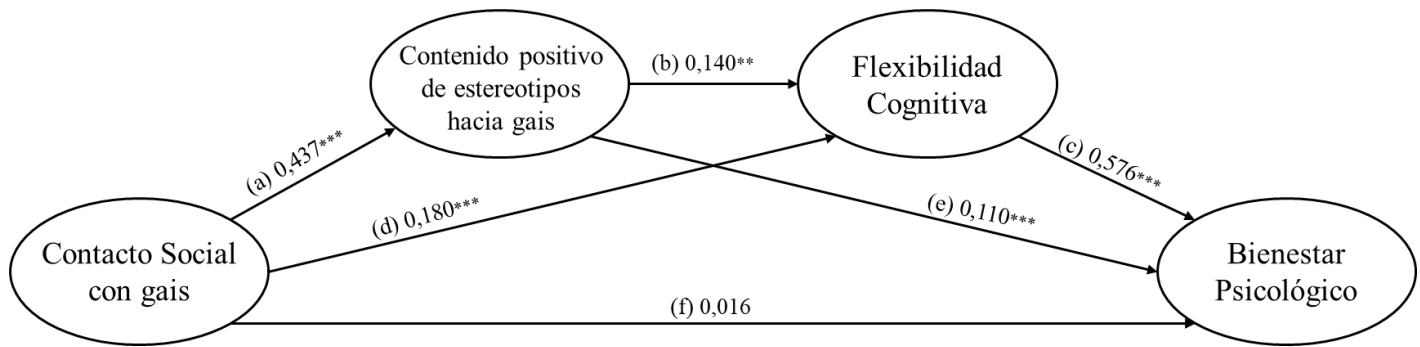 Contenido positivo
de estereotipos
hacia gais
(b) 0,140**
Flexibilidad
Cognitiva
(a) 0,437***
(c) 0,576***
(d) 0,180***
(e) 0,110***
Contacto Social
con gais
Bienestar
Psicológico
(f) 0,016